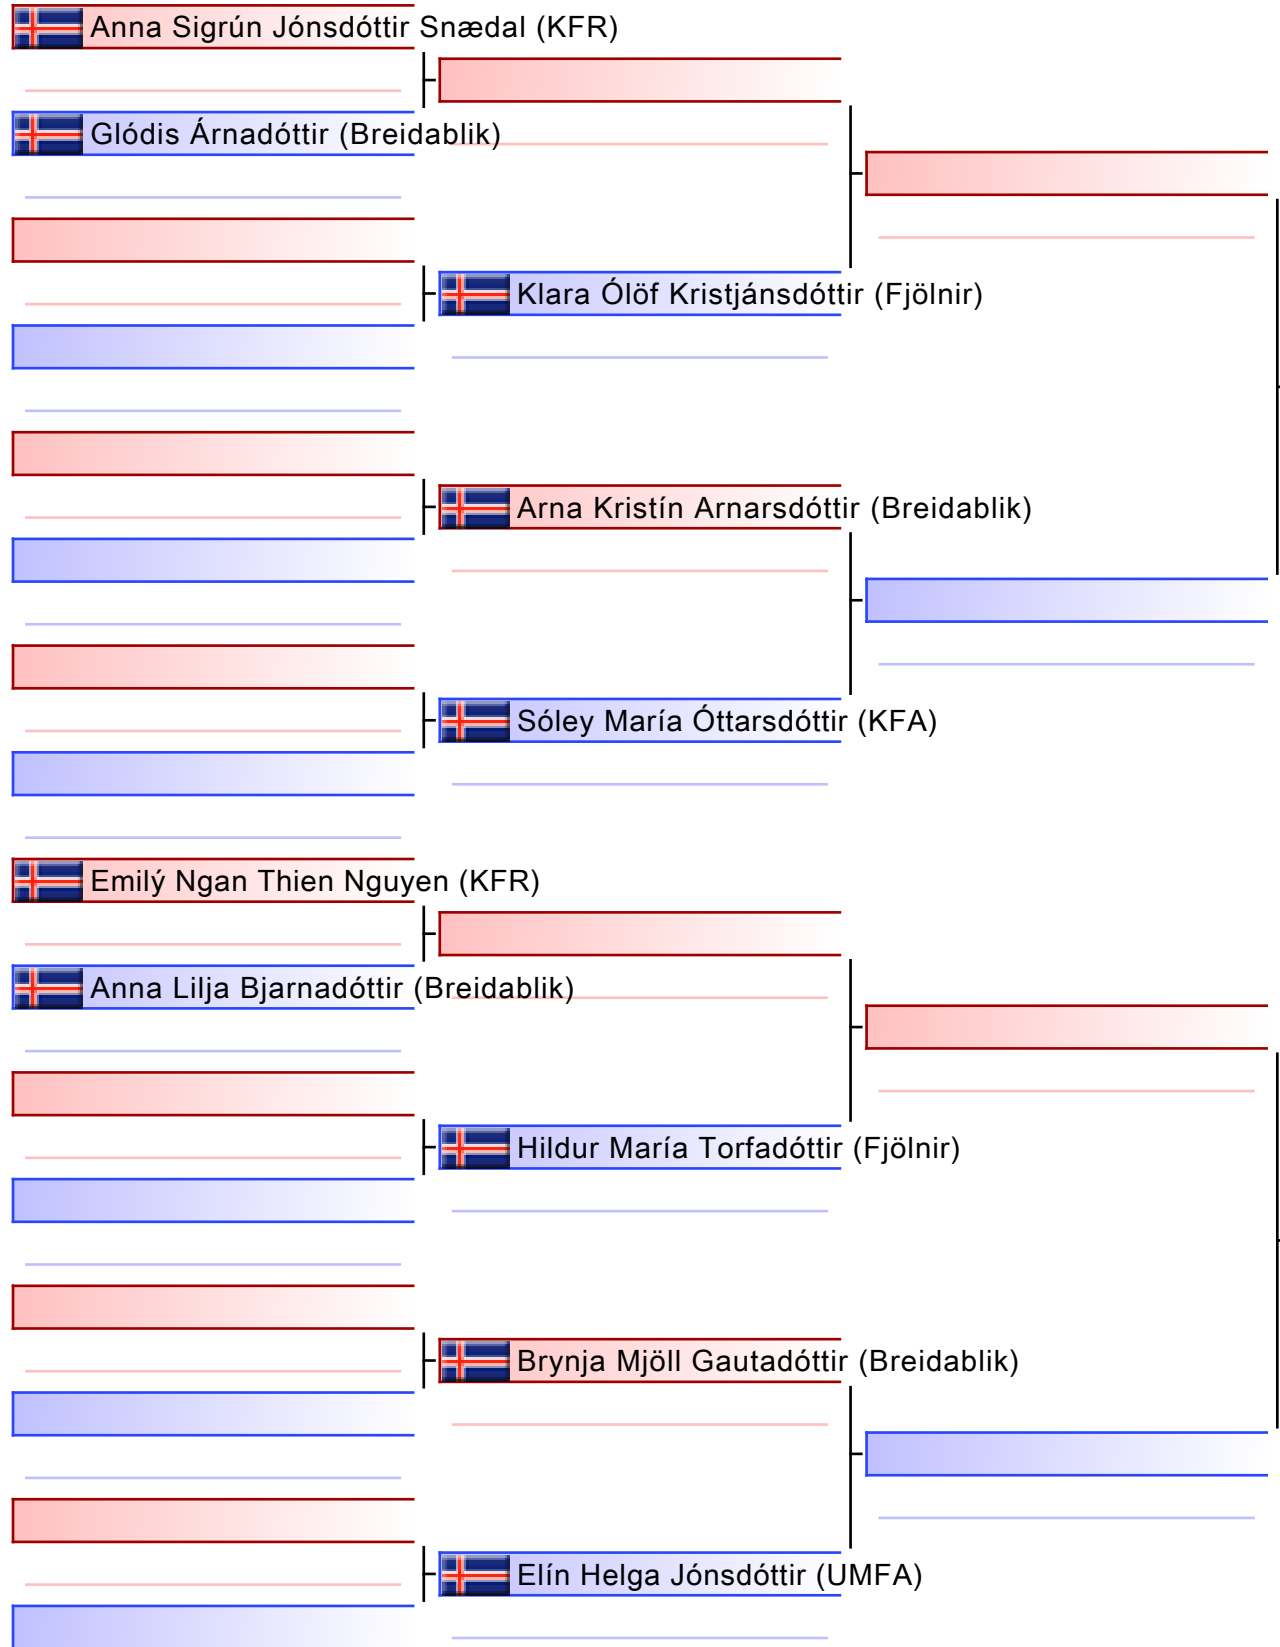 Anna Sigrún Jónsdóttir Snædal (KFR)
Glódis Árnadóttir (Breidablik)
Klara Ólöf Kristjánsdóttir (Fjölnir)
Arna Kristín Arnarsdóttir (Breidablik)
Sóley María Óttarsdóttir (KFA)
Emilý Ngan Thien Nguyen (KFR)
Anna Lilja Bjarnadóttir (Breidablik)
Hildur María Torfadóttir (Fjölnir)
Brynja Mjöll Gautadóttir (Breidablik)
Elín Helga Jónsdóttir (UMFA)